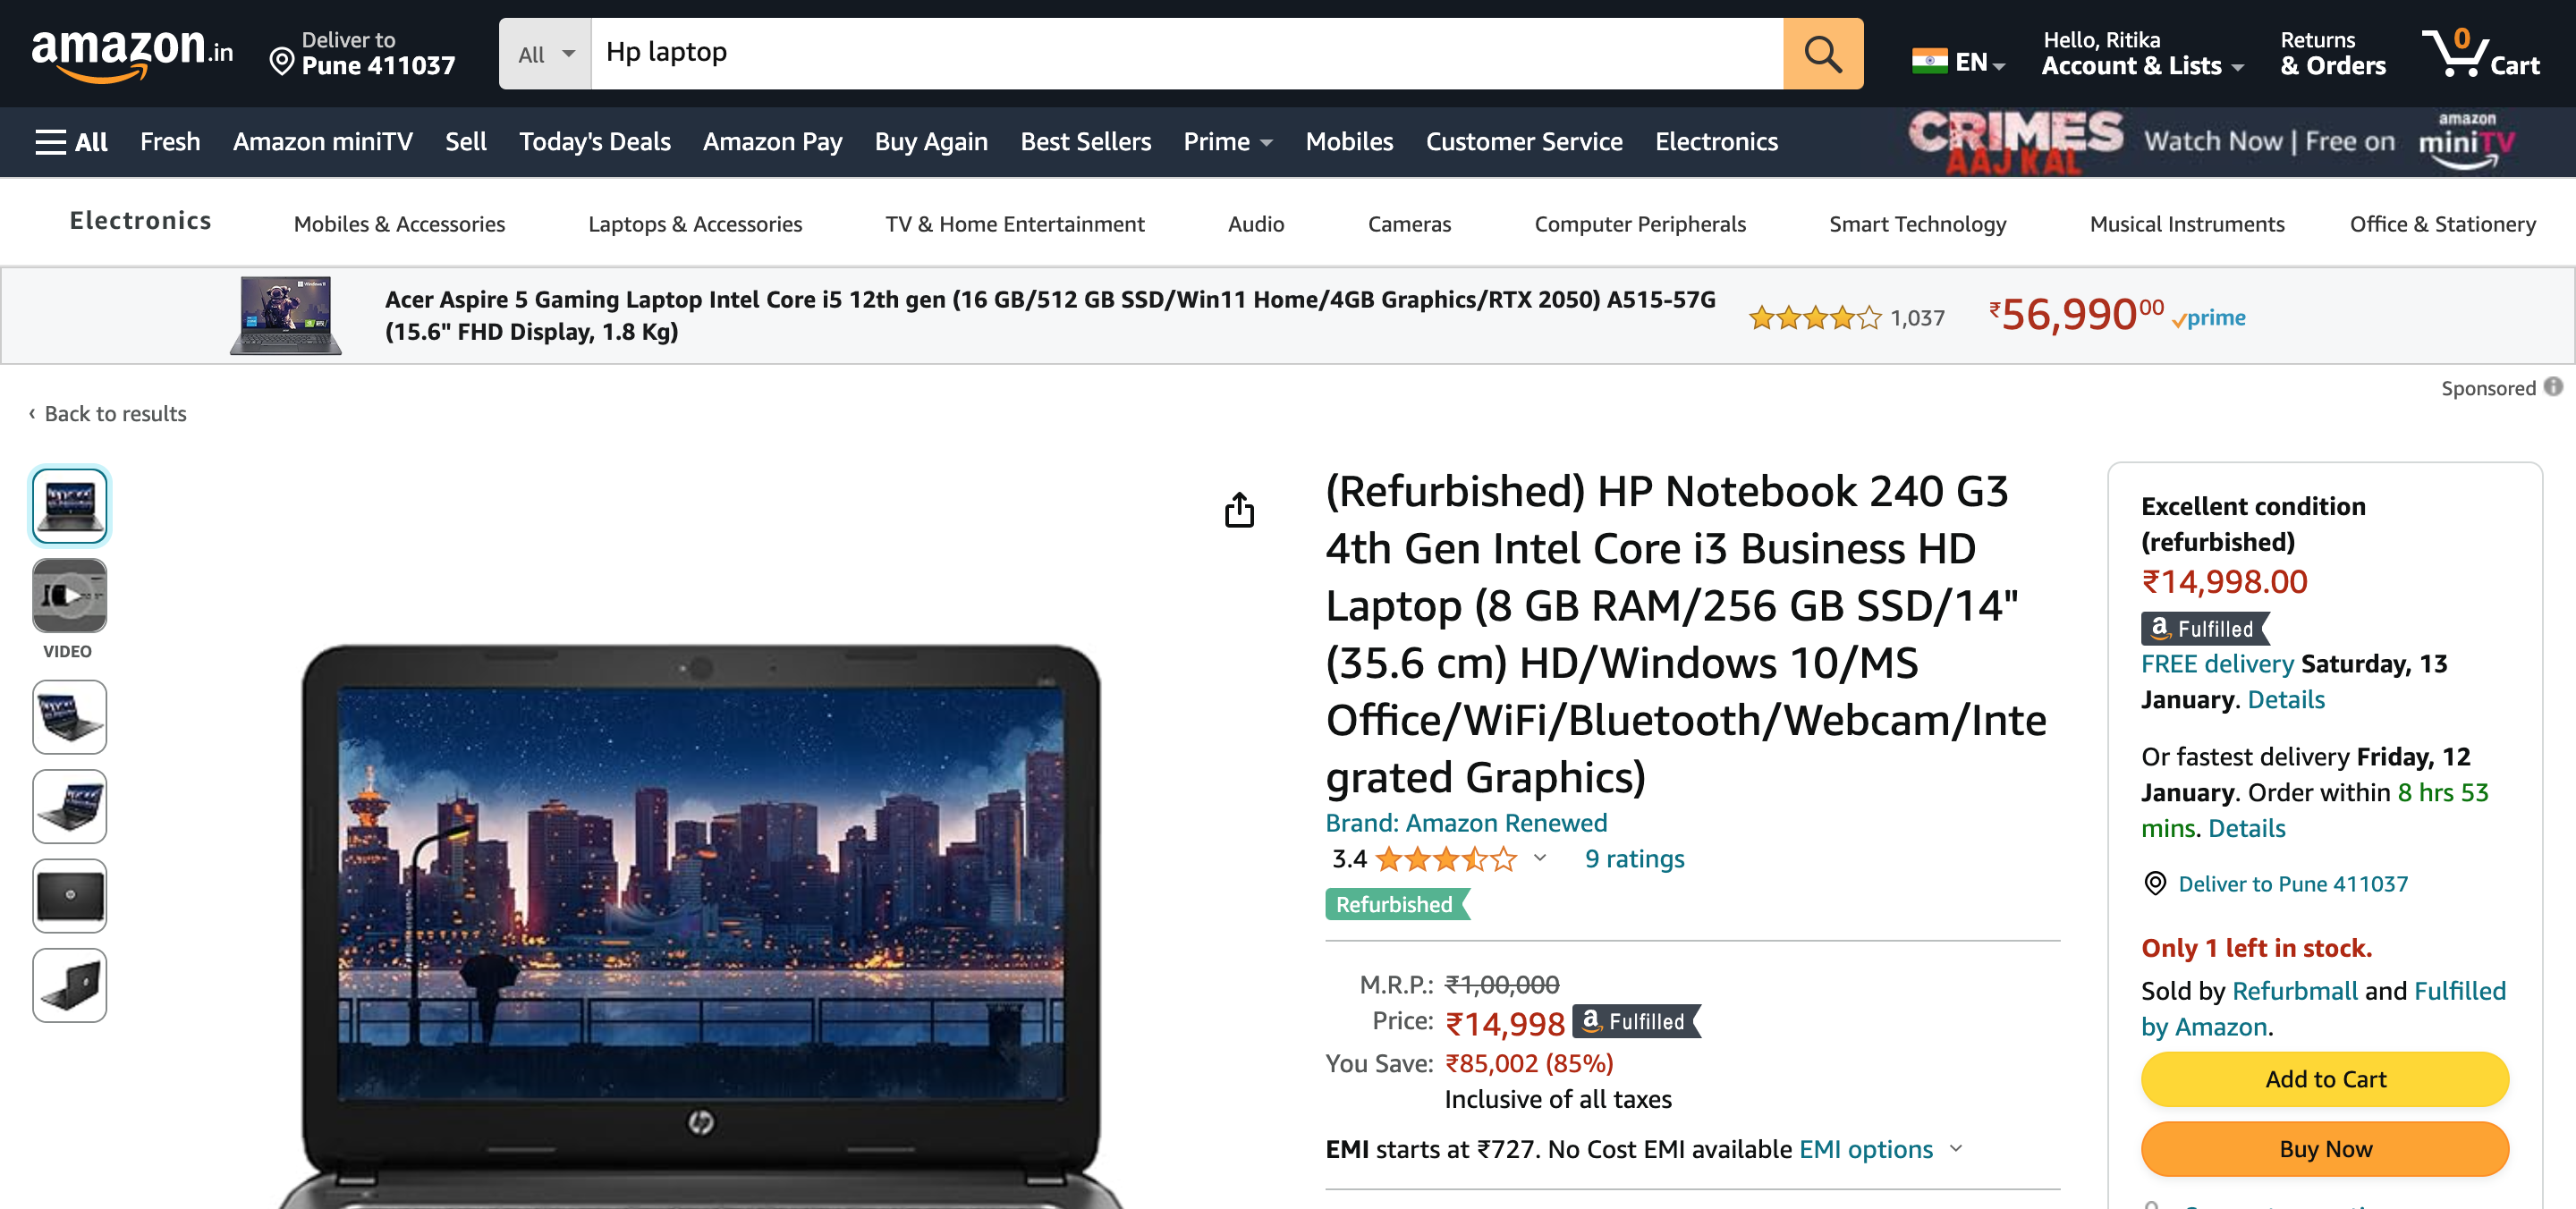 amazon.in
Deliver to
Pune 411037
All
Hp laptop
EN
Hello, Ritika
Account & Lists
Returns
& Orders
0
Cart
All
Fresh
Amazon miniTV
Sell
Today's Deals
Amazon Pay
Buy Again
Best Sellers
Prime
Mobiles
Customer Service
Electronics
CRIMES
AAJ KAL
Watch Now | Free on
amazon
miniTV
Electronics
Mobiles & Accessories
Laptops & Accessories
TV & Home Entertainment
Audio
Cameras
Computer Peripherals
Smart Technology
Musical Instruments
Office & Stationery
Acer Aspire 5 Gaming Laptop Intel Core i5 12th gen (16 GB/512 GB SSD/Win11 Home/4GB Graphics/RTX 2050) A515-57G
(15.6" FHD Display, 1.8 Kg)
1,037
₹56,99000
prime
Sponsored
‹ Back to results
VIDEO
hp
(Refurbished) HP Notebook 240 G3
4th Gen Intel Core i3 Business HD
Laptop (8 GB RAM/256 GB SSD/14"
(35.6 cm) HD/Windows 10/MS
Office/WiFi/Bluetooth/Webcam/Inte
grated Graphics)
Brand: Amazon Renewed
3.4
9 ratings
Refurbished
M.R.P.: ₹1,00,000
Price: ₹14,998 a Fulfilled
You Save: ₹85,002 (85%)
Inclusive of all taxes
EMI starts at ₹727. No Cost EMI available EMI options
Excellent condition
(refurbished)
₹14,998.00
a Fulfilled
FREE delivery Saturday, 13
January. Details
Or fastest delivery Friday, 12
January. Order within 8 hrs 53
mins. Details
Deliver to Pune 411037
Only 1 left in stock.
Sold by Refurbmall and Fulfilled
by Amazon.
Add to Cart
Buy Now